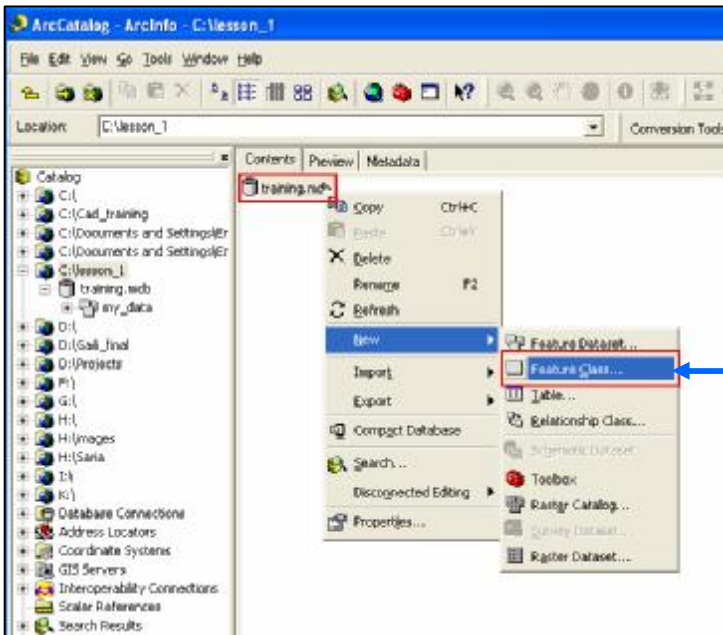 ArcCatalog - ArcInfo - C:\lesson_1
File Edit View Go Tools Window Help
Location: C:\lesson_1
Conversion Tools
Contents Preview Metadata
Catalog
C:\
C:\Cad_training
C:\Documents and Settings\Er
C:\Documents and Settings\Er
C:\lesson_1
training.mdb
my_data
D:\
D:\Saili_final
D:\Projects
F:\
G:\
H:\
H:\images
H:\Saria
I:\
K:\
Database Connections
Address Locators
Coordinate Systems
GIS Servers
Interoperability Connections
Scalar References
Search Results
training.mdb
Copy Ctrl+C
Paste Ctrl+V
Delete
Rename F2
Refresh
New
Import
Export
Compact Database
Search...
Disconnected Editing
Properties...
Feature Dataset...
Feature Class...
Table...
Relationship Class...
Schematic Dataset
Toolbox
Raster Catalog...
Survey Dataset...
Raster Dataset...